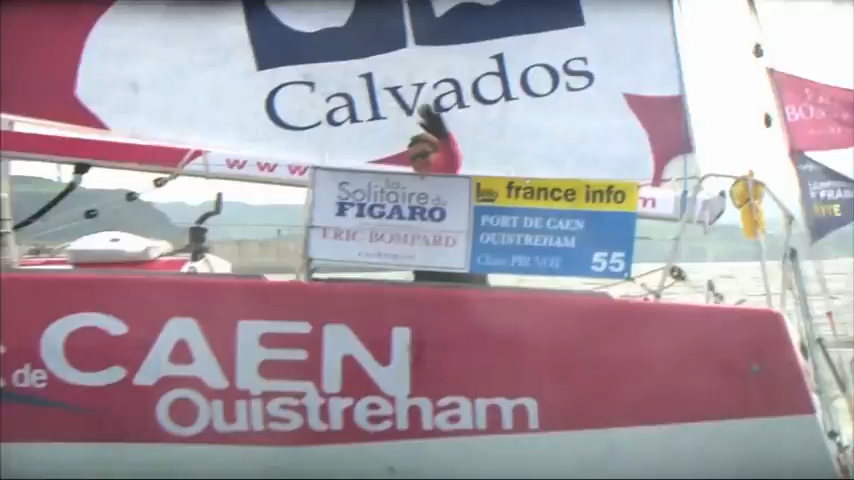 Calvados
www
m
la
Solitaire du
FIGARO
ERIC BOMPARD
france info
PORT DE CAEN
OUISTREHAM
55
de CAEN
Ouistreham